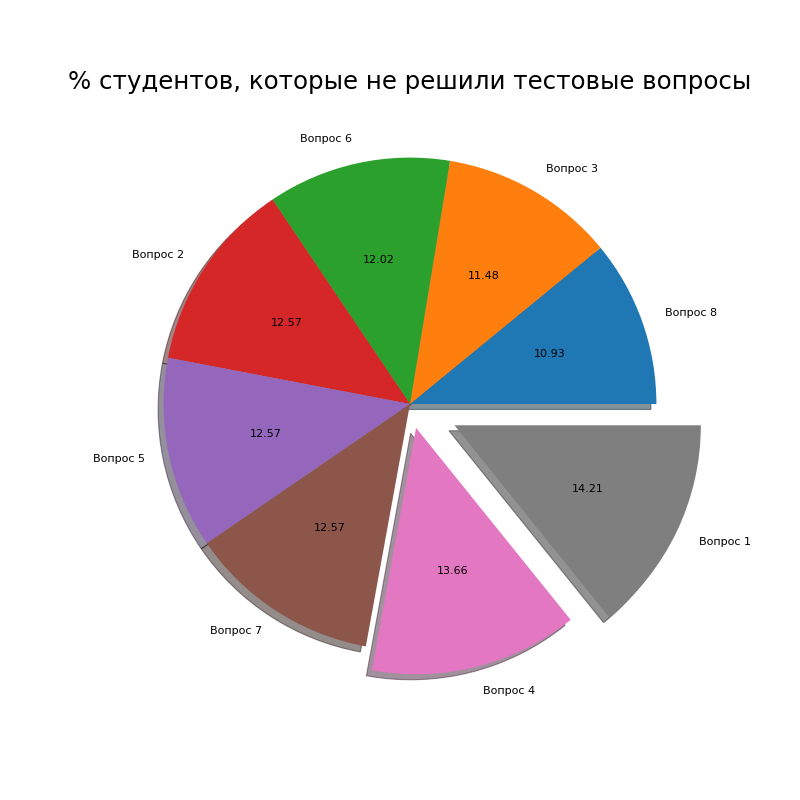 % студентов, которые не решили тестовые вопросы
Вопрос 6
Вопрос 3
Вопрос 2
12.02
11.48
Вопрос 8
12.57
10.93
12.57
Вопрос 5
14.21
12.57
Вопрос 1
13.66
Вопрос 7
Вопрос 4